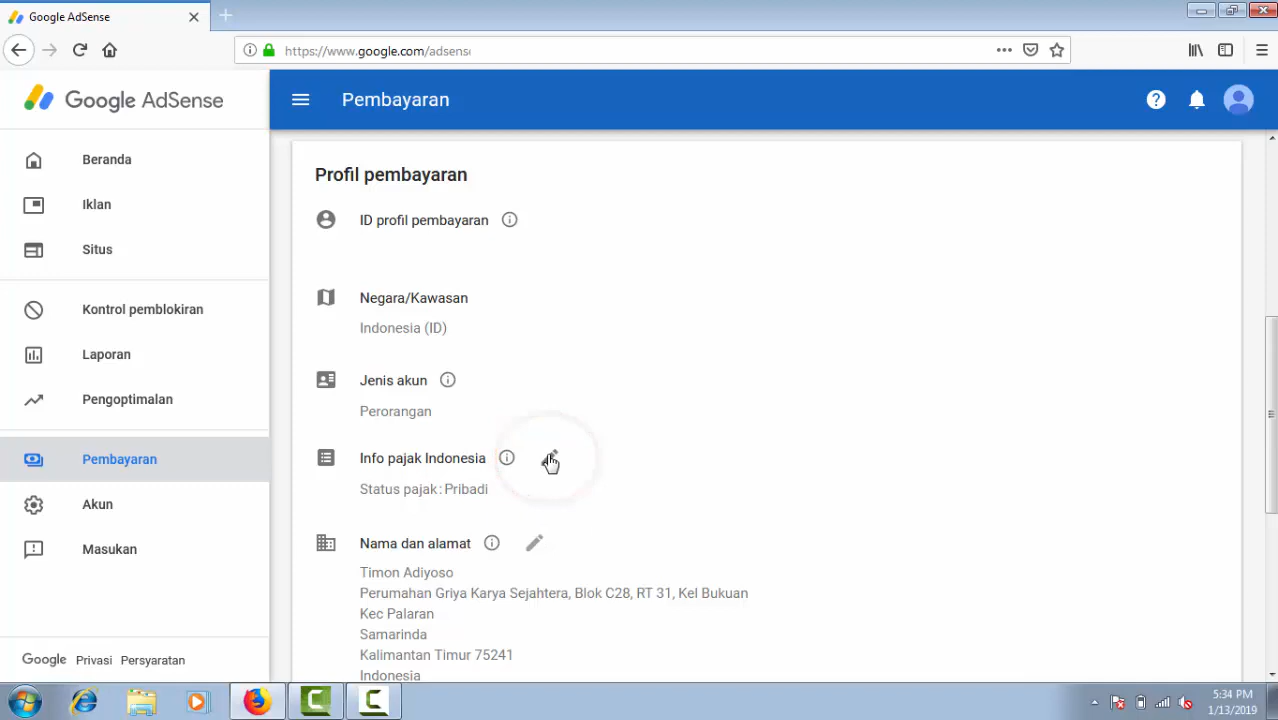 Google AdSense
https://www.google.com/adsens
Google AdSense
Pembayaran
Beranda
Iklan
Situs
Kontrol pemblokiran
Laporan
Pengoptimalan
Pembayaran
Akun
Masukan
Google Privasi Persyaratan
Profil pembayaran
ID profil pembayaran
Negara/Kawasan
Indonesia (ID)
Jenis akun
Perorangan
Info pajak Indonesia
Status pajak: Pribadi
Nama dan alamat
Timon Adiyoso
Perumahan Griya Karya Sejahtera, Blok C28, RT 31, Kel Bukuan
Kec Palaran
Samarinda
Kalimantan Timur 75241
Indonesia
5:34 PM
1/13/2019